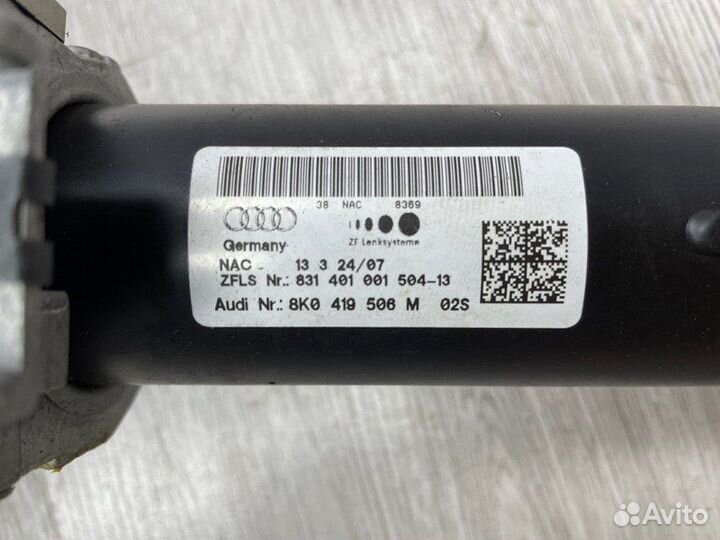 38 NAC 8369
ZF Lenksysteme
Germany
NAC 13 3 24/07
ZFLS Nr.: 831 401 001 504-13
Audi Nr.: 8K0 419 506 M 02S
Avito